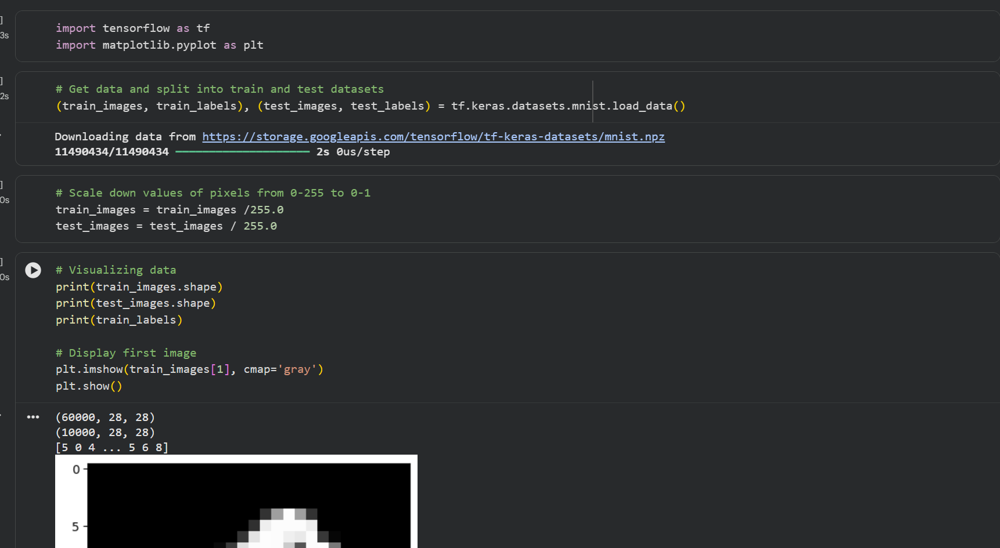 ]
3s
import tensorflow as tf
import matplotlib.pyplot as plt
]
2s
# Get data and split into train and test datasets
(train_images, train_labels), (test_images, test_labels) = tf.keras.datasets.mnist.load_data()
Downloading data from https://storage.googleapis.com/tensorflow/tf-keras-datasets/mnist.npz
11490434/11490434 ━━━━━━━━━━━━━━━━━━━━ 2s 0us/step
]
0s
# Scale down values of pixels from 0-255 to 0-1
train_images = train_images /255.0
test_images = test_images / 255.0
]
0s
# Visualizing data
print(train_images.shape)
print(test_images.shape)
print(train_labels)
# Display first image
plt.imshow(train_images[1], cmap='gray')
plt.show()
(60000, 28, 28)
(10000, 28, 28)
[5 0 4 ... 5 6 8]
0
5